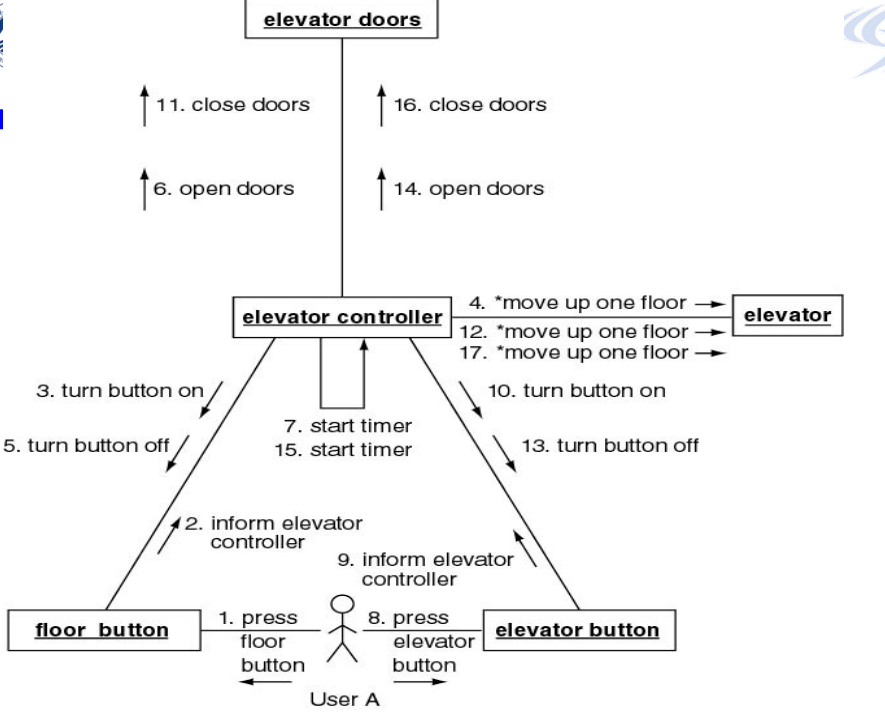 elevator doors
11. close doors
16. close doors
6. open doors
14. open doors
elevator controller
4. *move up one floor
elevator
12. *move up one floor
17. *move up one floor
3. turn button on
10. turn button on
7. start timer
5. turn button off
13. turn button off
15. start timer
2. inform elevator
controller
9. inform elevator
controller
1. press
floor
button
8. press
elevator
button
floor button
elevator button
User A